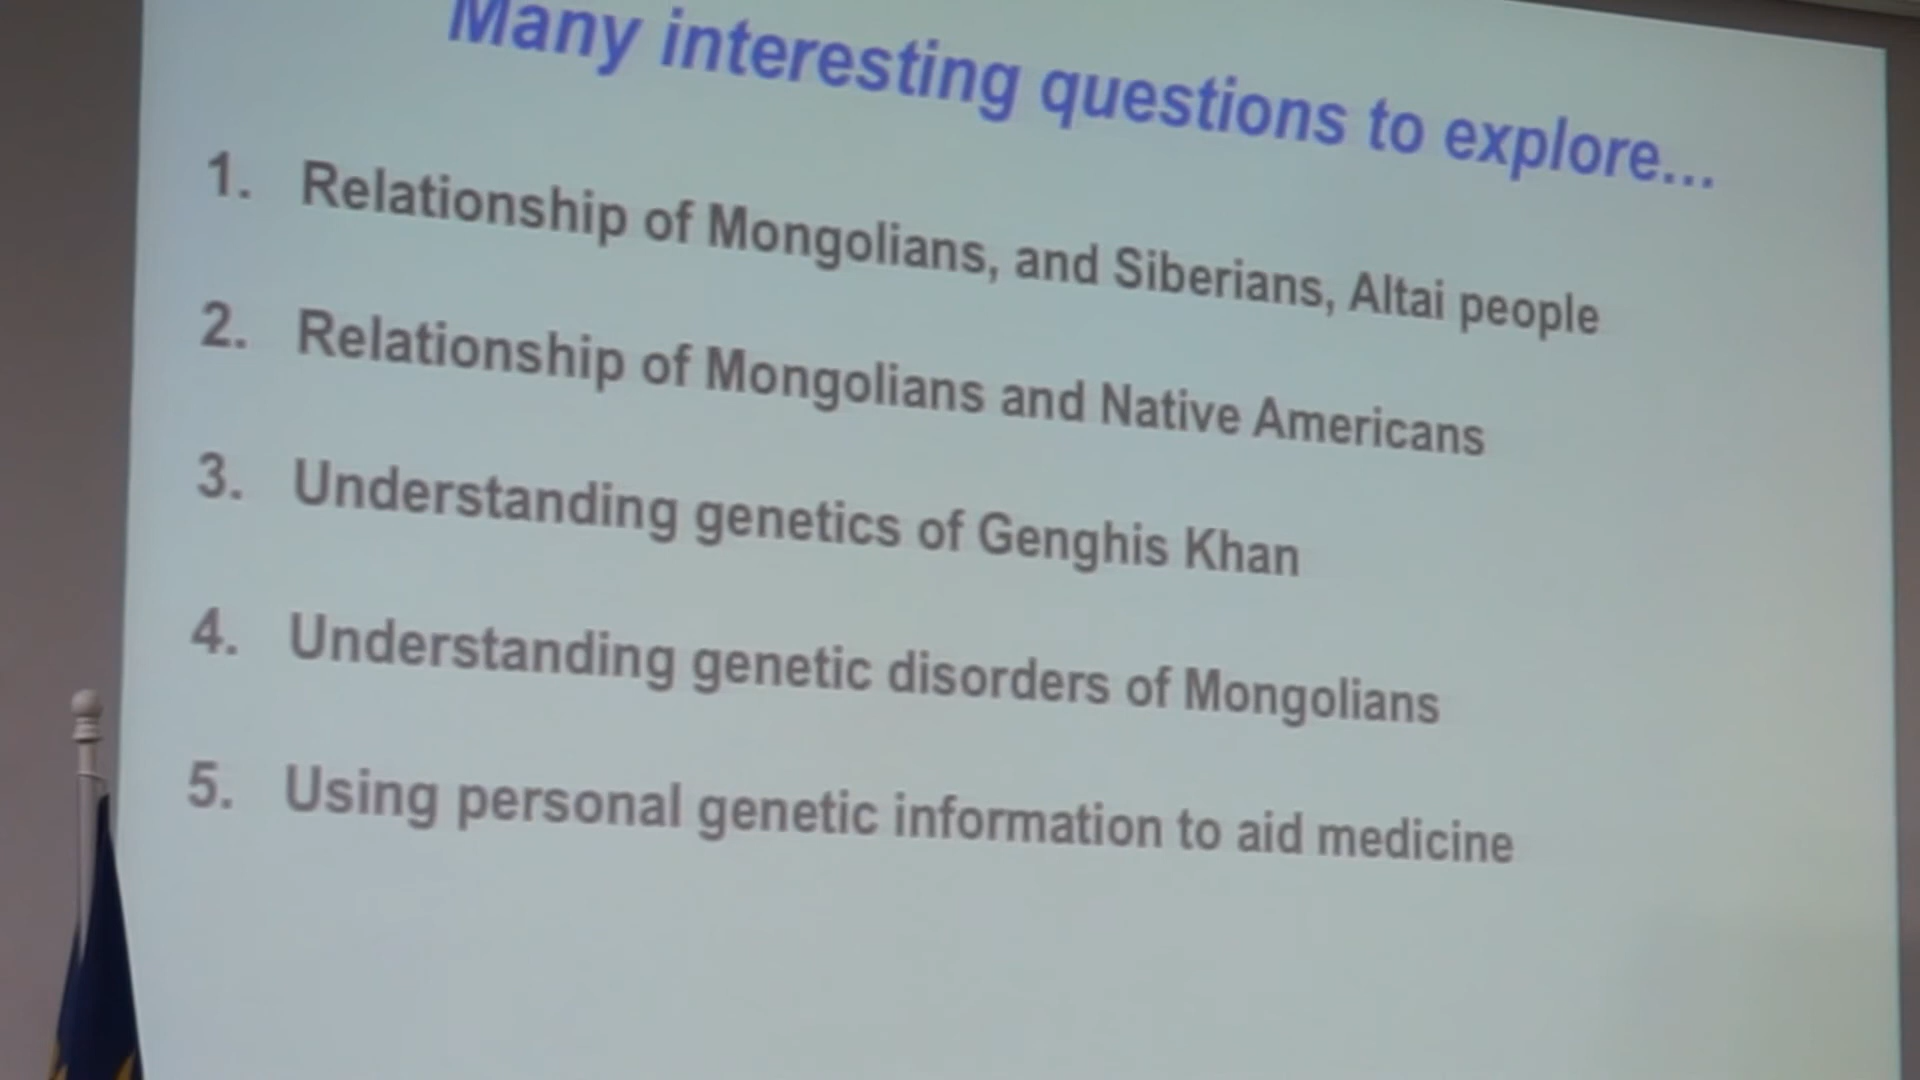 Many interesting questions to explore...
1. Relationship of Mongolians, and Siberians, Altai people
2. Relationship of Mongolians and Native Americans
3. Understanding genetics of Genghis Khan
4. Understanding genetic disorders of Mongolians
5. Using personal genetic information to aid medicine